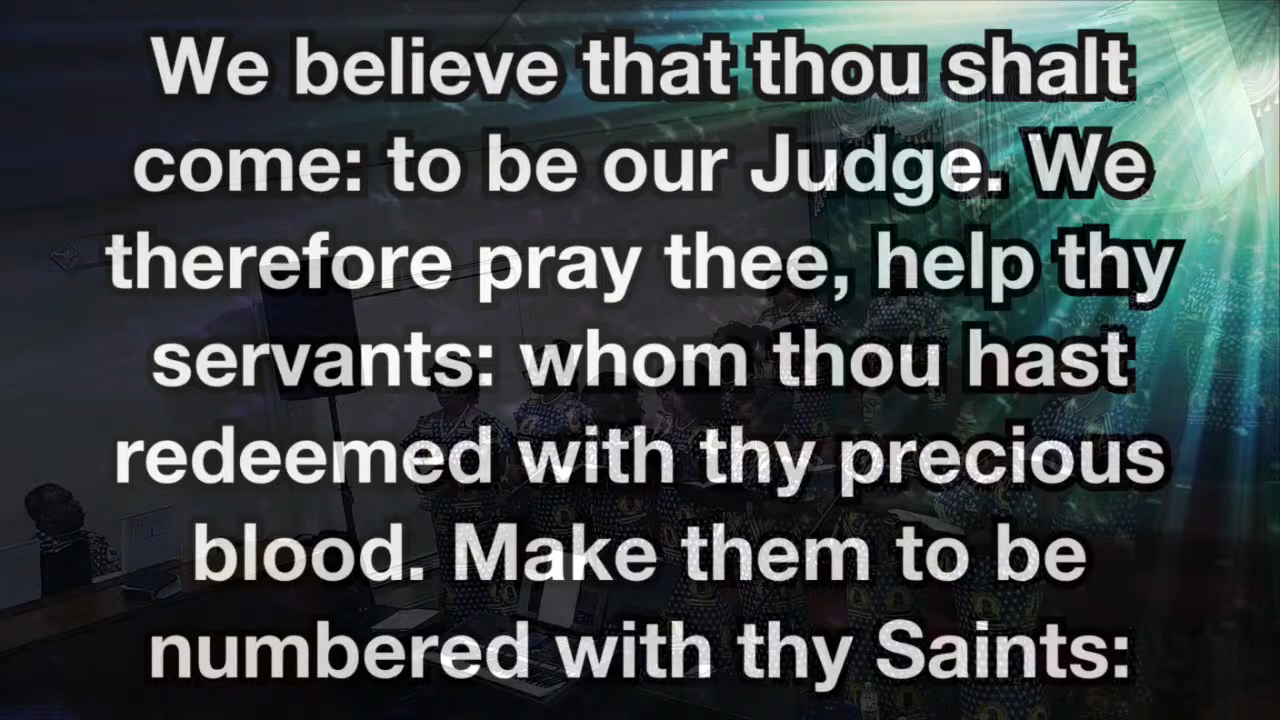 We believe that thou shalt
come: to be our Judge. We
therefore pray thee, help thy
servants: whom thou hast
redeemed with thy precious
blood. Make them to be
numbered with thy Saints: